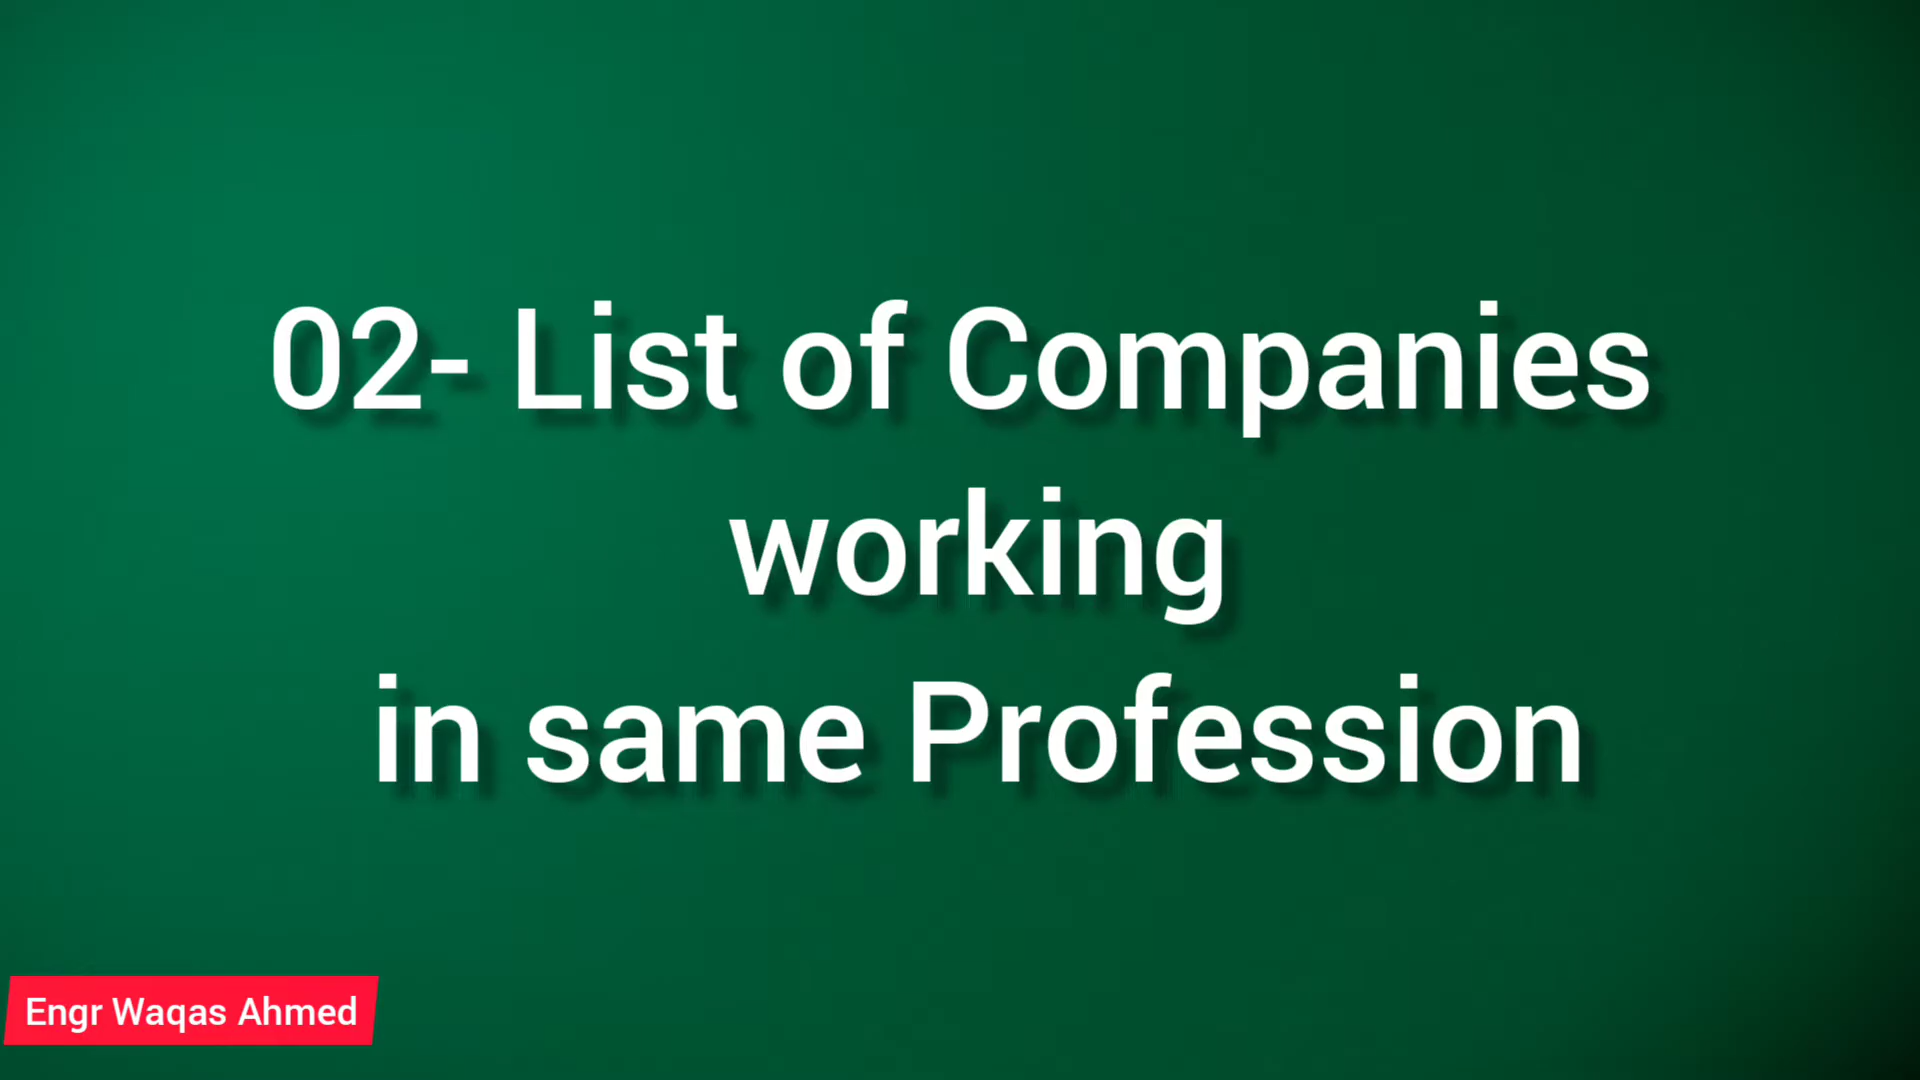 02- List of Companies
working
in same Profession
Engr Waqas Ahmed